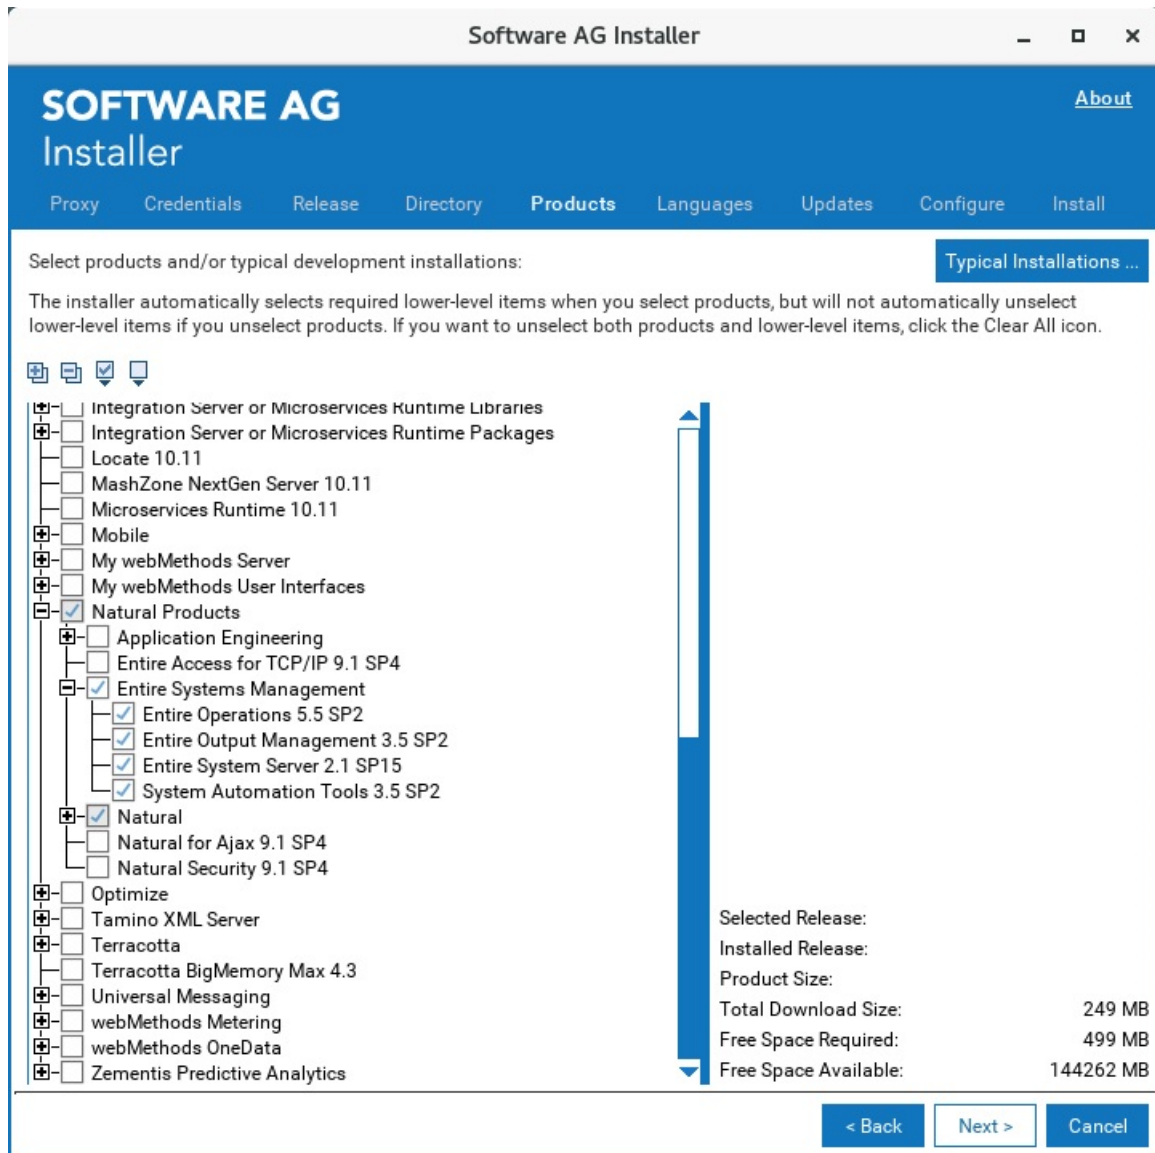 Software AG Installer
SOFTWARE AG
Installer
About
Proxy Credentials Release Directory Products Languages Updates Configure Install
Select products and/or typical development installations:
Typical Installations ...
The installer automatically selects required lower-level items when you select products, but will not automatically unselect
lower-level items if you unselect products. If you want to unselect both products and lower-level items, click the Clear All icon.
Integration Server or Microservices Runtime Libraries
Integration Server or Microservices Runtime Packages
Locate 10.11
MashZone NextGen Server 10.11
Microservices Runtime 10.11
Mobile
My webMethods Server
My webMethods User Interfaces
Natural Products
Application Engineering
Entire Access for TCP/IP 9.1 SP4
Entire Systems Management
Entire Operations 5.5 SP2
Entire Output Management 3.5 SP2
Entire System Server 2.1 SP15
System Automation Tools 3.5 SP2
Natural
Natural for Ajax 9.1 SP4
Natural Security 9.1 SP4
Optimize
Tamino XML Server
Terracotta
Terracotta BigMemory Max 4.3
Universal Messaging
webMethods Metering
webMethods OneData
Zementis Predictive Analytics
Selected Release:
Installed Release:
Product Size:
Total Download Size: 249 MB
Free Space Required: 499 MB
Free Space Available: 144262 MB
< Back Next > Cancel